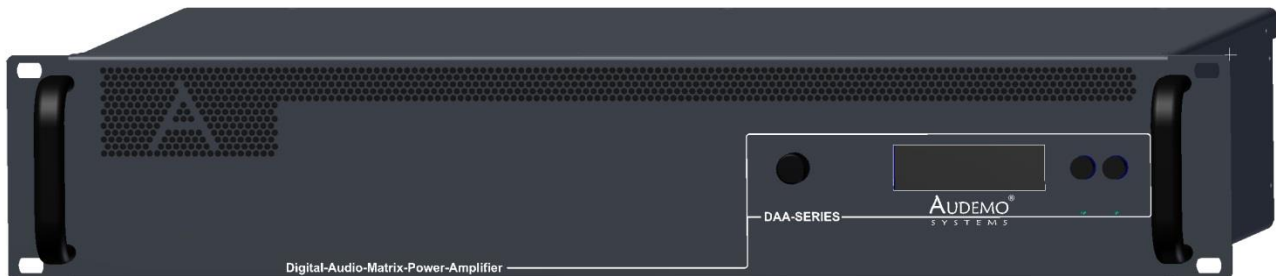 DAA-SERIES
AUDEMO®
SYSTEMS
Digital-Audio-Matrix-Power-Amplifier